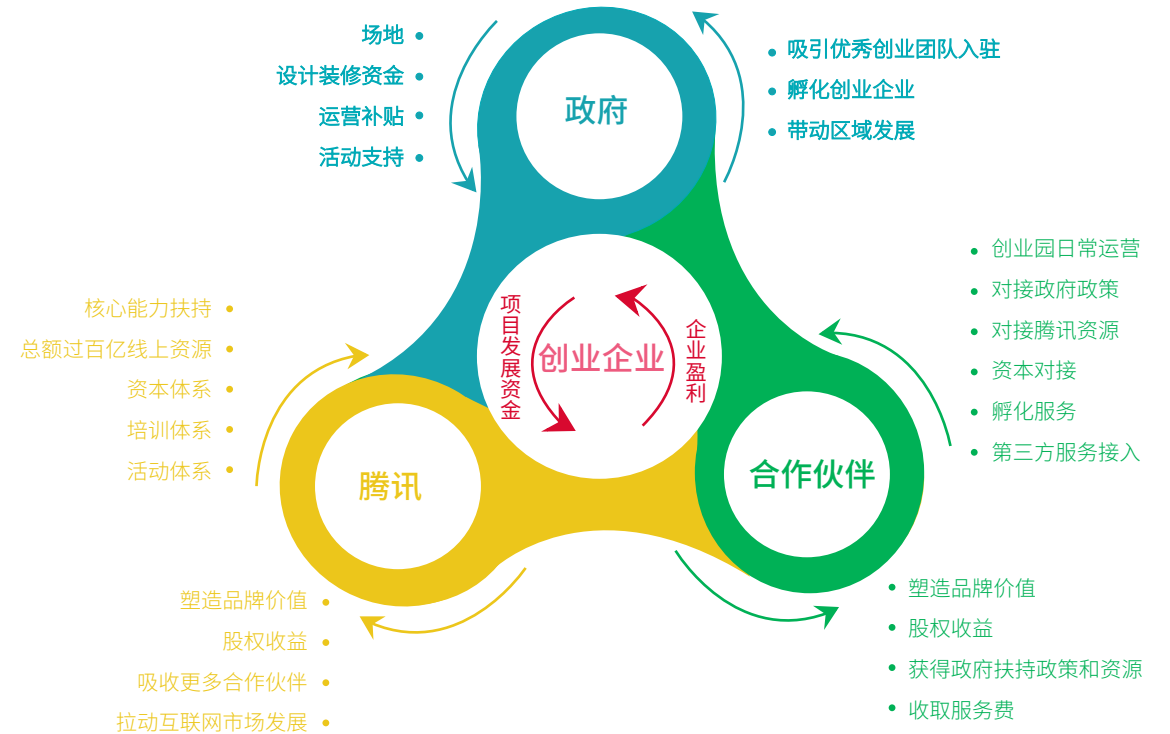 场地
设计装修资金
运营补贴
活动支持
政府
吸引优秀创业团队入驻
孵化创业企业
带动区域发展
核心能力扶持
总额过百亿线上资源
资本体系
培训体系
活动体系
项目发展资金
创业企业
企业盈利
创业园日常运营
对接政府政策
对接腾讯资源
资本对接
孵化服务
第三方服务接入
腾讯
合作伙伴
塑造品牌价值
股权收益
吸收更多合作伙伴
拉动互联网市场发展
塑造品牌价值
股权收益
获得政府扶持政策和资源
收取服务费